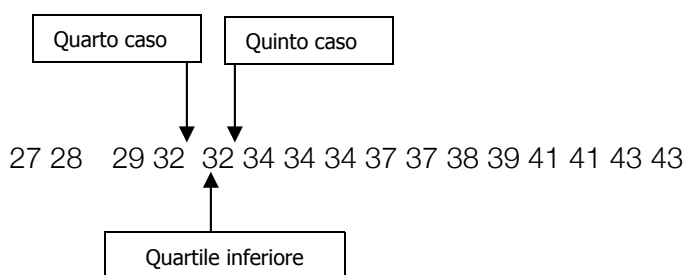 Quarto caso Quinto caso
27 28 29 32 32 34 34 34 37 37 38 39 41 41 43 43
Quartile inferiore